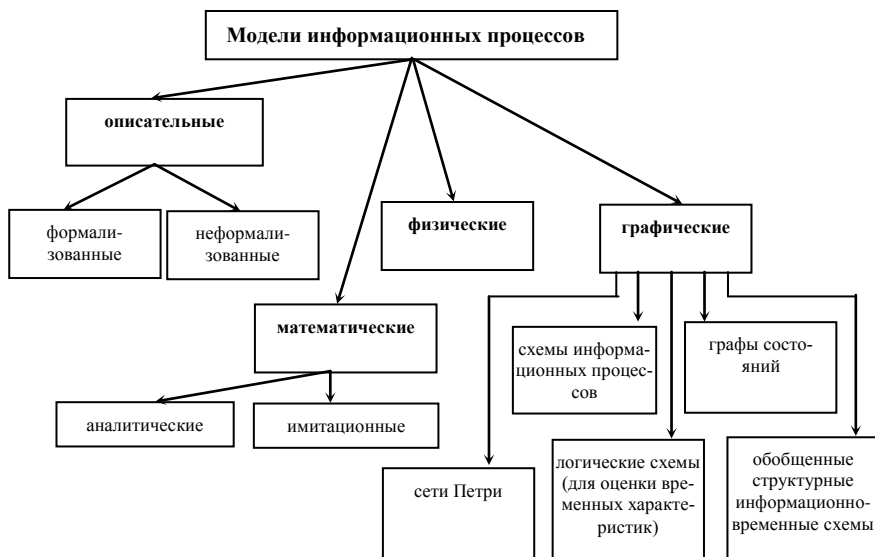 Модели информационных процессов
описательные
формали-
зованные
неформали-
зованные
физические
графические
математические
аналитические
имитационные
схемы информа-
ционных процес-
сов
графы состо-
яний
сети Петри
логические схемы
(для оценки вре-
менных характе-
ристик)
обобщенные
структурные
информационно-
временные схемы